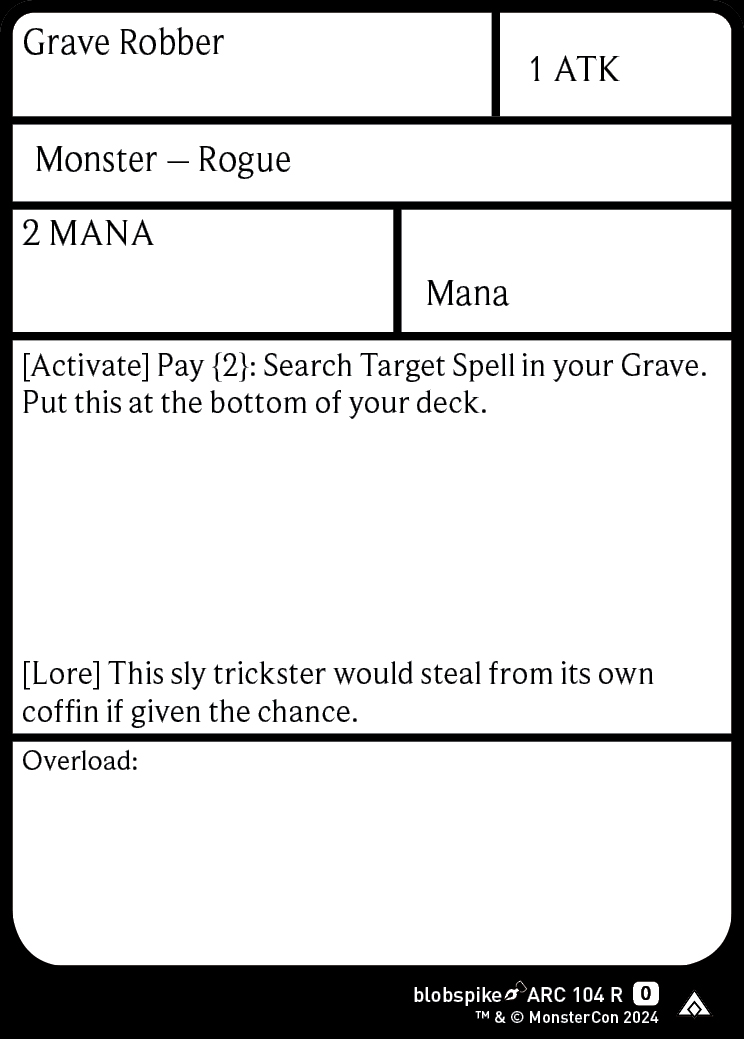 Grave Robber
1 ATK
Monster – Rogue
2 MANA
Mana
[Activate] Pay {2}: Search Target Spell in your Grave.
Put this at the bottom of your deck.
[Lore] This sly trickster would steal from its own
coffin if given the chance.
Overload:
blobspike ARC 104 R 0
™ & © MonsterCon 2024